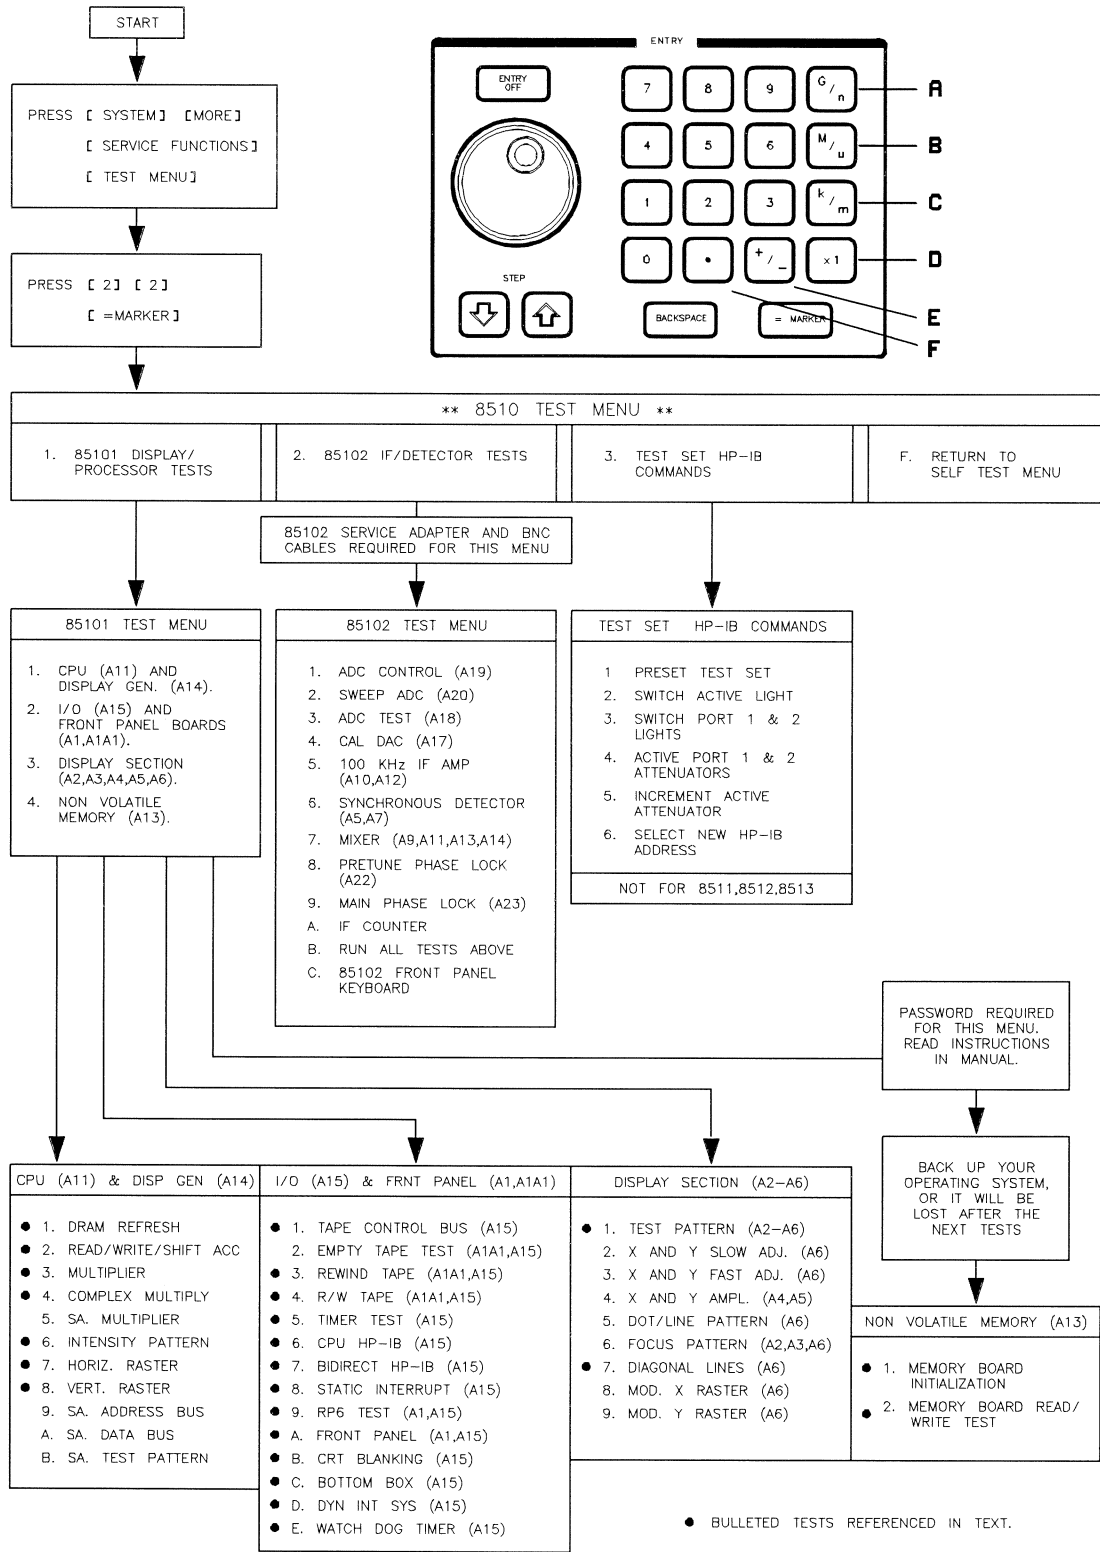 START
PRESS [ SYSTEM] [MORE]
[ SERVICE FUNCTIONS]
[ TEST MENU]
PRESS [ 2] [ 2]
[ =MARKER]
ENTRY
ENTRY
OFF
7
8
9
G/n
A
4
5
6
M/u
B
1
2
3
k/m
C
0
•
+/-
x1
D
STEP
BACKSPACE
= MARKER
E
F
** 8510 TEST MENU **
1. 85101 DISPLAY/
PROCESSOR TESTS
2. 85102 IF/DETECTOR TESTS
3. TEST SET HP-IB
COMMANDS
F. RETURN TO
SELF TEST MENU
85102 SERVICE ADAPTER AND BNC
CABLES REQUIRED FOR THIS MENU
85101 TEST MENU
1. CPU (A11) AND
DISPLAY GEN. (A14).
2. I/O (A15) AND
FRONT PANEL BOARDS
(A1,A1A1).
3. DISPLAY SECTION
(A2,A3,A4,A5,A6).
4. NON VOLATILE
MEMORY (A13).
85102 TEST MENU
1. ADC CONTROL (A19)
2. SWEEP ADC (A20)
3. ADC TEST (A18)
4. CAL DAC (A17)
5. 100 KHz IF AMP
(A10,A12)
6. SYNCHRONOUS DETECTOR
(A5,A7)
7. MIXER (A9,A11,A13,A14)
8. PRETUNE PHASE LOCK
(A22)
9. MAIN PHASE LOCK (A23)
A. IF COUNTER
B. RUN ALL TESTS ABOVE
C. 85102 FRONT PANEL
KEYBOARD
TEST SET HP-IB COMMANDS
1 PRESET TEST SET
2. SWITCH ACTIVE LIGHT
3. SWITCH PORT 1 & 2
LIGHTS
4. ACTIVE PORT 1 & 2
ATTENUATORS
5. INCREMENT ACTIVE
ATTENUATOR
6. SELECT NEW HP-IB
ADDRESS
NOT FOR 8511,8512,8513
PASSWORD REQUIRED
FOR THIS MENU.
READ INSTRUCTIONS
IN MANUAL.
BACK UP YOUR
OPERATING SYSTEM,
OR IT WILL BE
LOST AFTER THE
NEXT TESTS
CPU (A11) & DISP GEN (A14)
● 1. DRAM REFRESH
● 2. READ/WRITE/SHIFT ACC
● 3. MULTIPLIER
● 4. COMPLEX MULTIPLY
5. SA. MULTIPLIER
● 6. INTENSITY PATTERN
● 7. HORIZ. RASTER
● 8. VERT. RASTER
9. SA. ADDRESS BUS
A. SA. DATA BUS
B. SA. TEST PATTERN
I/O (A15) & FRNT PANEL (A1,A1A1)
● 1. TAPE CONTROL BUS (A15)
2. EMPTY TAPE TEST (A1A1,A15)
● 3. REWIND TAPE (A1A1,A15)
● 4. R/W TAPE (A1A1,A15)
● 5. TIMER TEST (A15)
● 6. CPU HP-IB (A15)
● 7. BIDIRECT HP-IB (A15)
● 8. STATIC INTERRUPT (A15)
● 9. RP6 TEST (A1,A15)
● A. FRONT PANEL (A1,A15)
● B. CRT BLANKING (A15)
● C. BOTTOM BOX (A15)
● D. DYN INT SYS (A15)
● E. WATCH DOG TIMER (A15)
DISPLAY SECTION (A2-A6)
● 1. TEST PATTERN (A2-A6)
2. X AND Y SLOW ADJ. (A6)
3. X AND Y FAST ADJ. (A6)
4. X AND Y AMPL. (A4,A5)
5. DOT/LINE PATTERN (A6)
6. FOCUS PATTERN (A2,A3,A6)
● 7. DIAGONAL LINES (A6)
8. MOD. X RASTER (A6)
9. MOD. Y RASTER (A6)
NON VOLATILE MEMORY (A13)
● 1. MEMORY BOARD
INITIALIZATION
● 2. MEMORY BOARD READ/
WRITE TEST
● BULLETED TESTS REFERENCED IN TEXT.